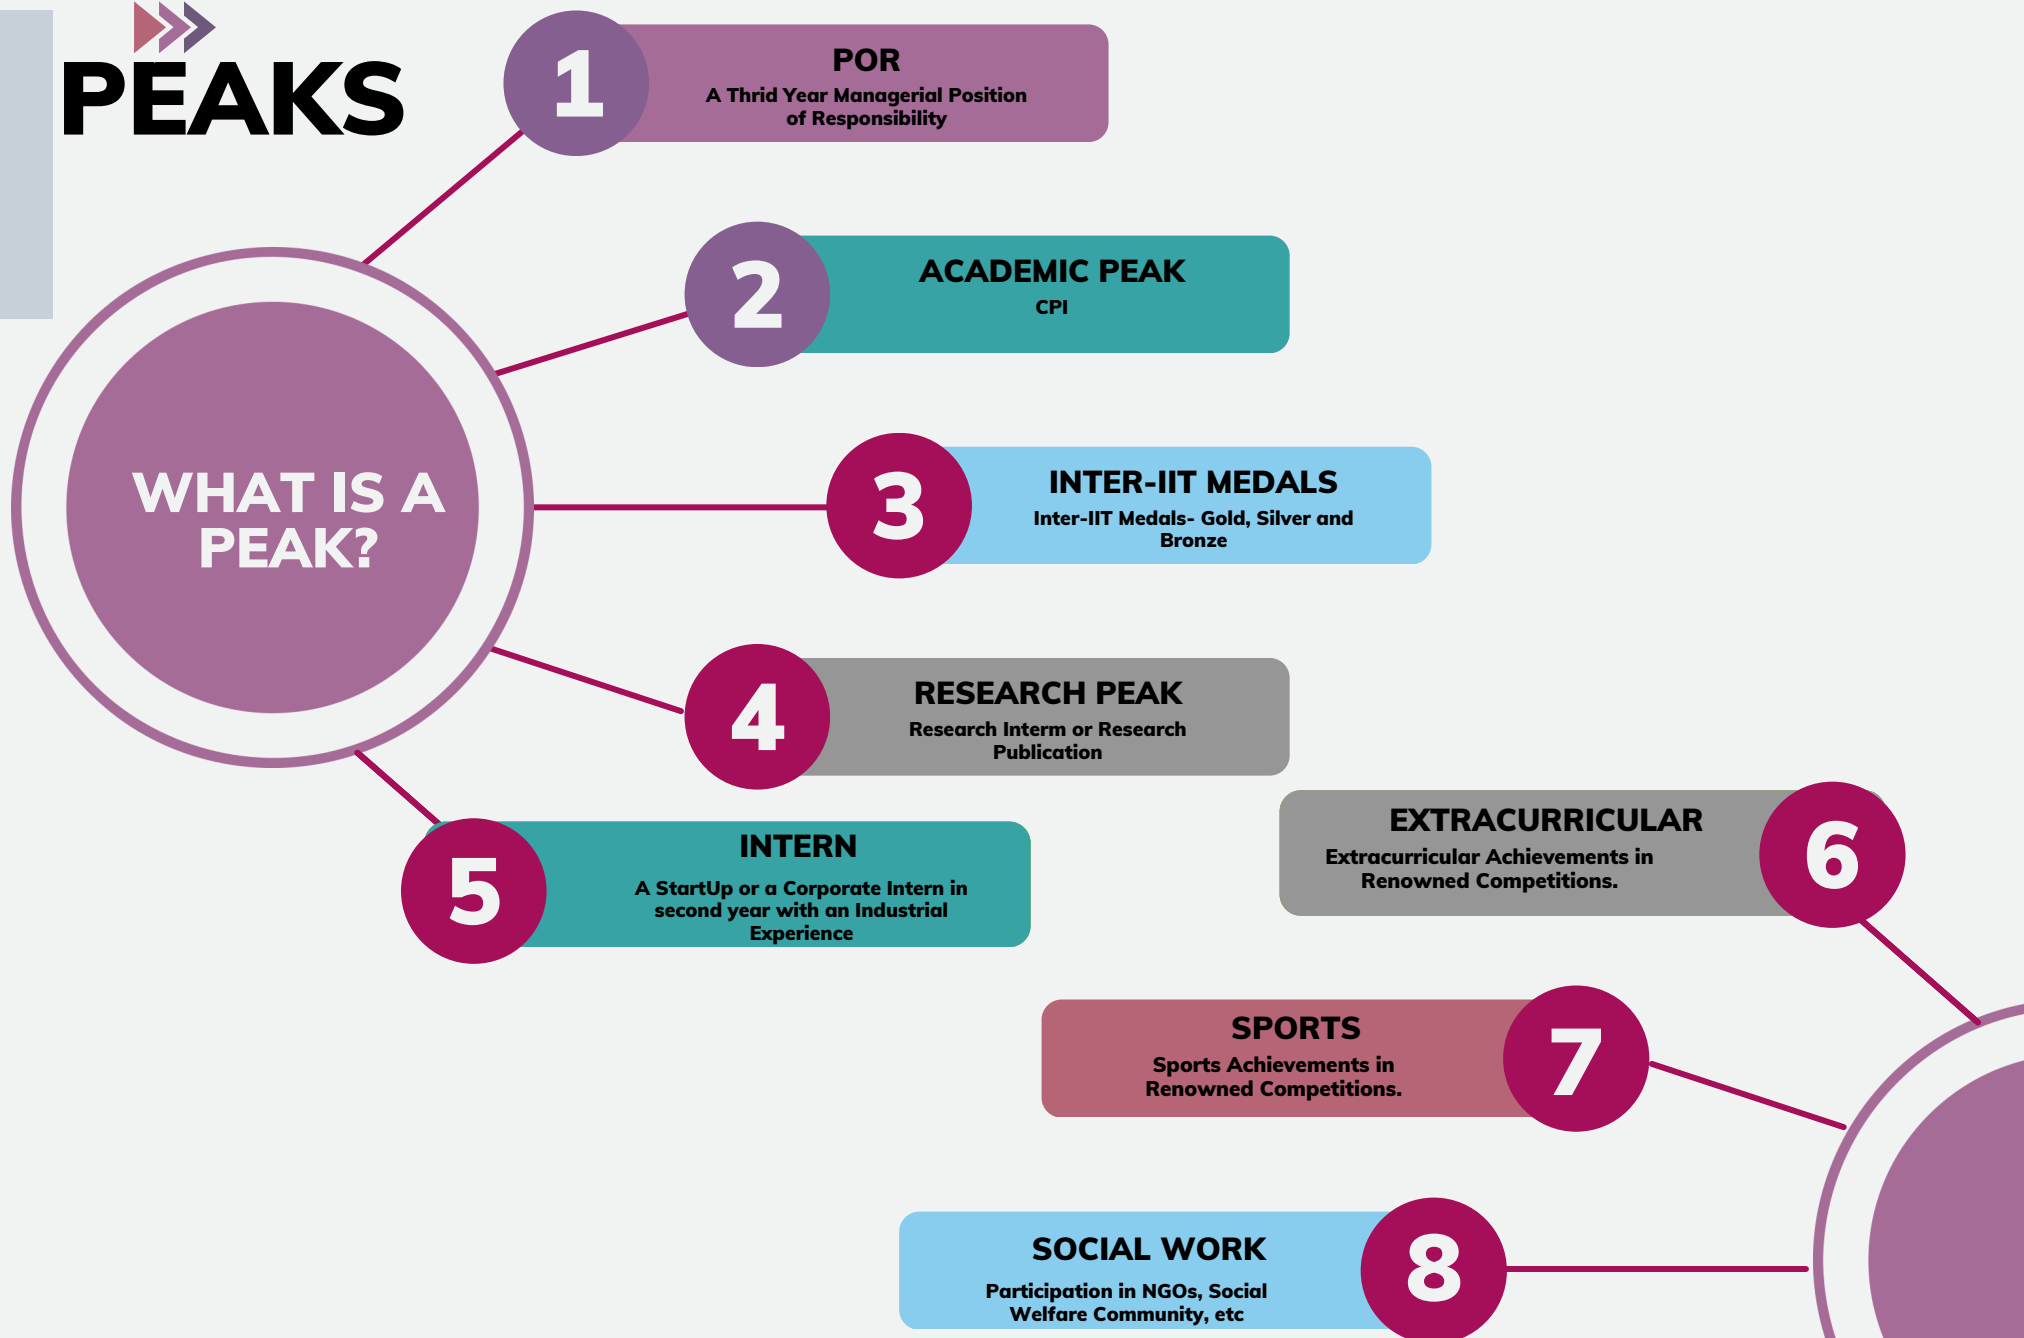 PEAKS
WHAT IS A
PEAK?
1
POR
A Thrid Year Managerial Position
of Responsibility
2
ACADEMIC PEAK
CPI
3
INTER-IIT MEDALS
Inter-IIT Medals- Gold, Silver and
Bronze
4
RESEARCH PEAK
Research Interm or Research
Publication
5
INTERN
A StartUp or a Corporate Intern in
second year with an Industrial
Experience
EXTRACURRICULAR
Extracurricular Achievements in
Renowned Competitions.
6
SPORTS
Sports Achievements in
Renowned Competitions.
7
SOCIAL WORK
Participation in NGOs, Social
Welfare Community, etc
8